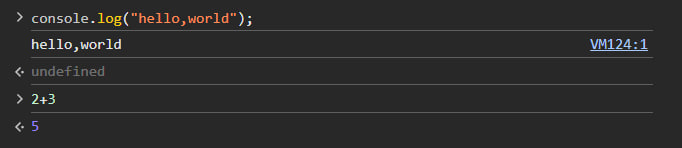 > console.log("hello,world");
hello,world VM124:1
undefined
> 2+3
5